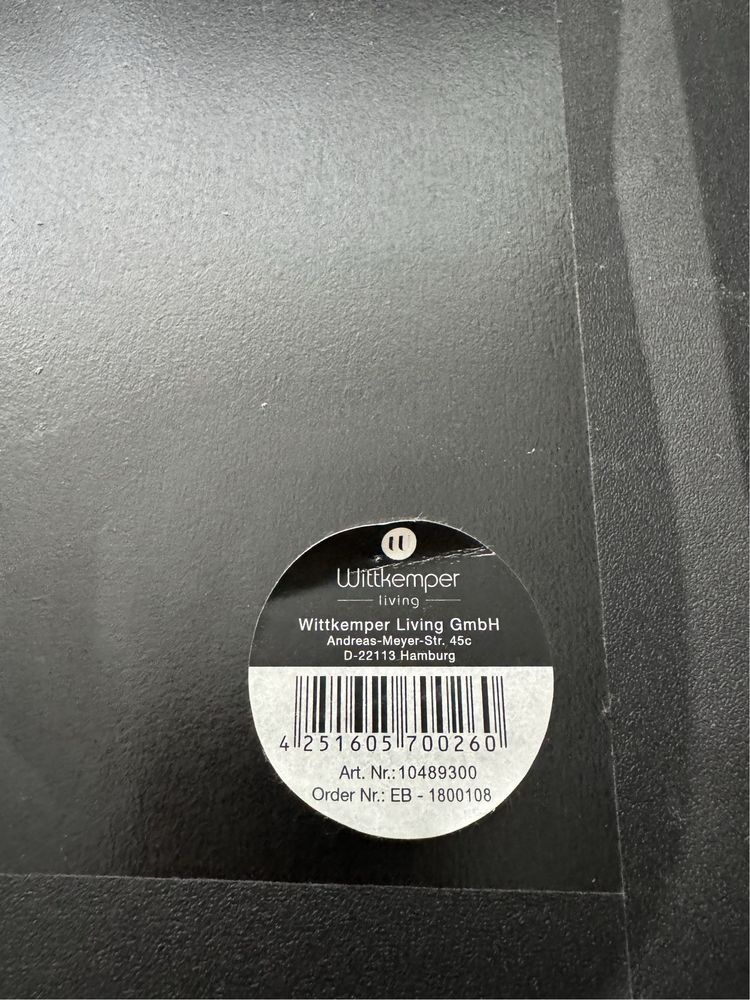 Wittkemper
living
Wittkemper Living GmbH
Andreas-Meyer-Str. 45c
D-22113 Hamburg
4 251605 700260
Art. Nr.: 10489300
Order Nr.: EB - 1800108